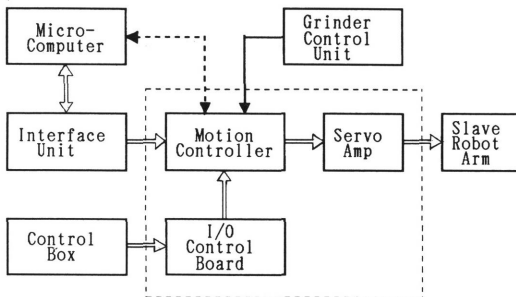 Micro-
Computer
Grinder
Control
Unit
Interface
Unit
Motion
Controller
Servo
Amp
Slave
Robot
Arm
Control
Box
I/O
Control
Board